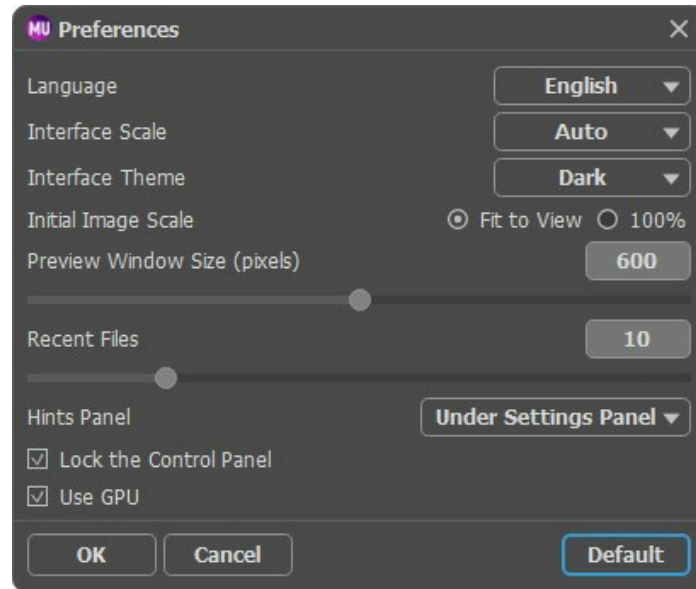 MU Preferences
Language English
Interface Scale Auto
Interface Theme Dark
Initial Image Scale Fit to View 100%
Preview Window Size (pixels) 600
Recent Files 10
Hints Panel Under Settings Panel
Lock the Control Panel
Use GPU
OK Cancel Default